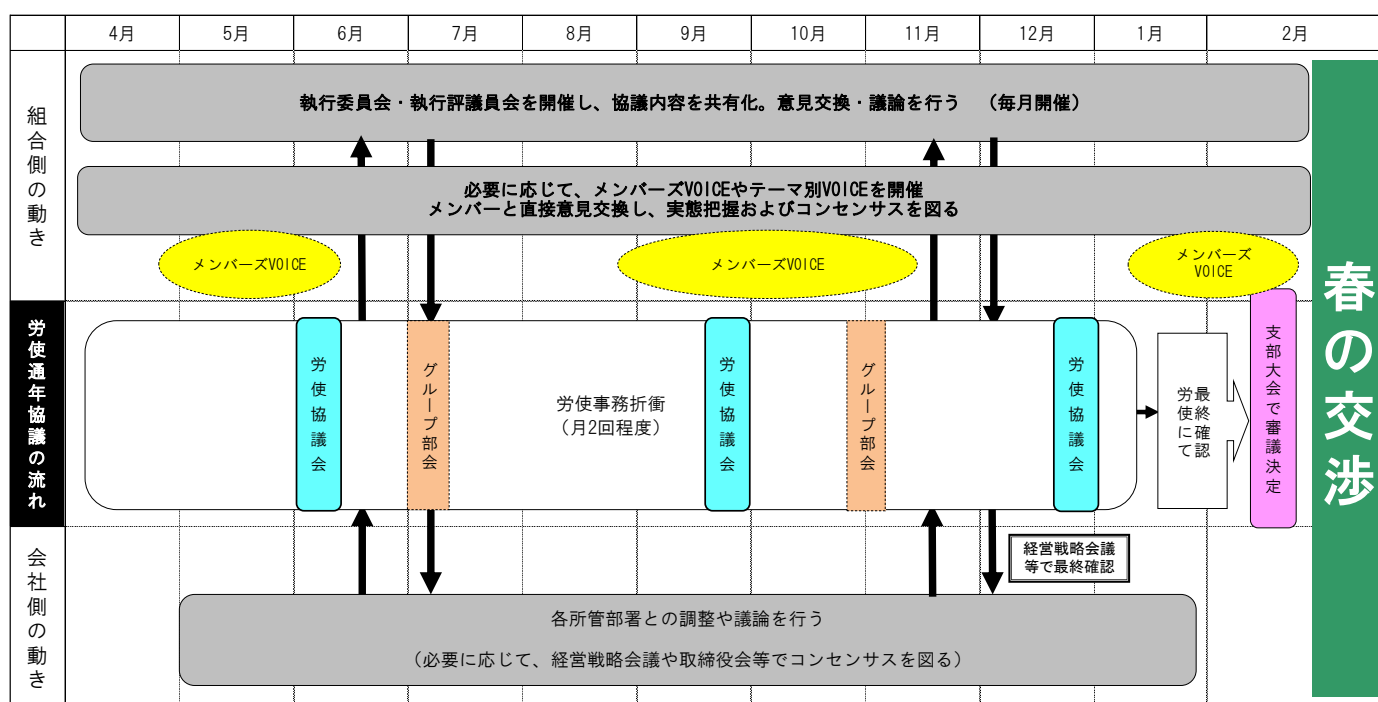 4月 5月 6月 7月 8月 9月 10月 11月 12月 1月 2月
組合側の動き
執行委員会・執行評議員会を開催し、協議内容を共有化。意見交換・議論を行う （毎月開催）
必要に応じて、メンバーズVOICEやテーマ別VOICEを開催
メンバーと直接意見交換し、実態把握およびコンセンサスを図る
メンバーズVOICE
メンバーズVOICE
メンバーズ
VOICE
労使通年協議の流れ
労使協議会
グループ部会
労使事務折衝
（月2回程度）
労使協議会
グループ部会
労使協議会
最終確認
労使にて
支部大会で審議決定
春の交渉
会社側の動き
経営戦略会議
等で最終確認
各所管部署との調整や議論を行う
（必要に応じて、経営戦略会議や取締役会等でコンセンサスを図る）